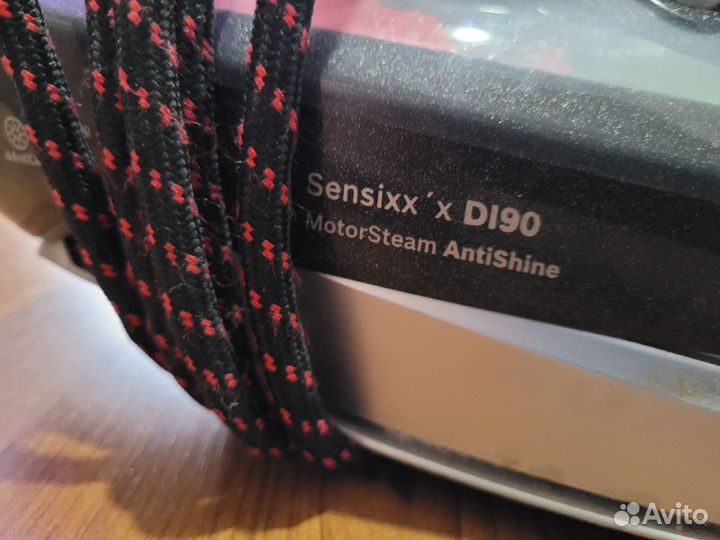 Sensixx'x DI90
MotorSteam AntiShine
Avito